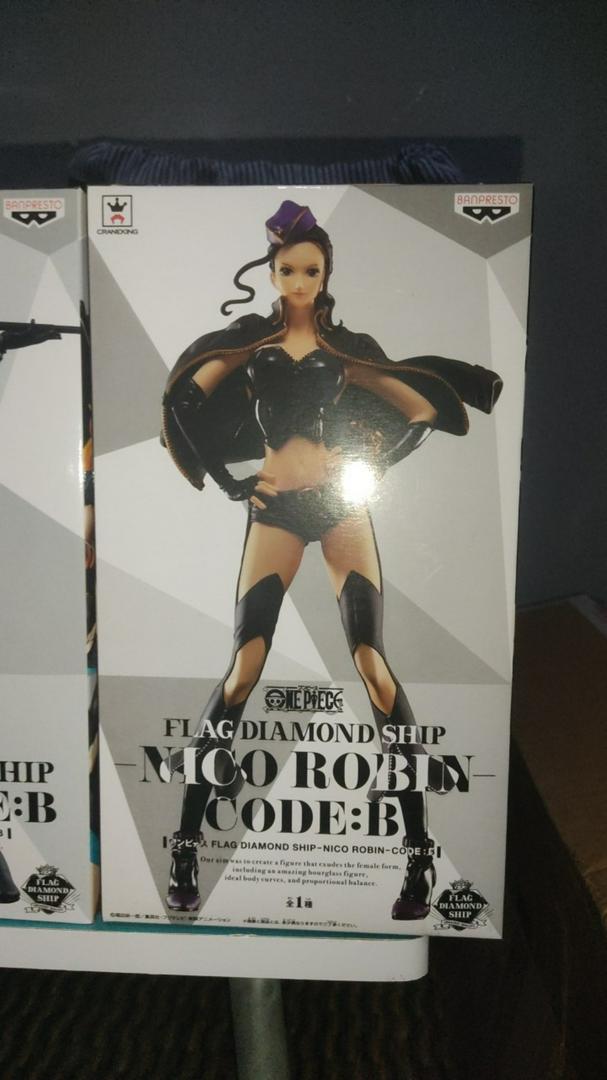 BANPRESTO
CRANEKING
BANPRESTO
ONE PIECE
FLAG DIAMOND SHIP
-NICO ROBIN-
CODE:B
ワンピース FLAG DIAMOND SHIP-NICO ROBIN-CODE:B
Our aim was to create a figure that exudes the female form,
including an amazing hourglass figure,
ideal body curves, and proportional balance.
全1種
FLAG
DIAMOND
SHIP
HIP
E:B
FLAG
DIAMOND
SHIP